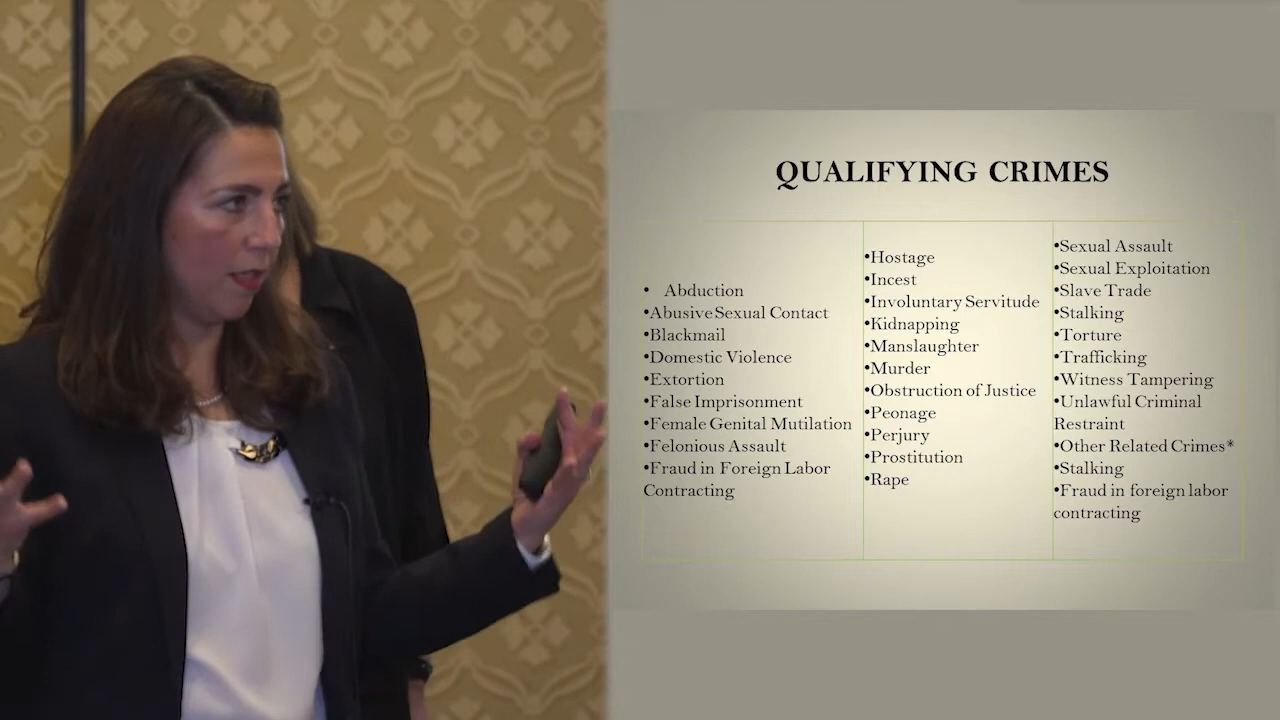 QUALIFYING CRIMES
• Abduction
•Abusive Sexual Contact
•Blackmail
•Domestic Violence
•Extortion
•False Imprisonment
•Female Genital Mutilation
•Felonious Assault
•Fraud in Foreign Labor
Contracting
•Hostage
•Incest
•Involuntary Servitude
•Kidnapping
•Manslaughter
•Murder
•Obstruction of Justice
•Peonage
•Perjury
•Prostitution
•Rape
•Sexual Assault
•Sexual Exploitation
•Slave Trade
•Stalking
•Torture
•Trafficking
•Witness Tampering
•Unlawful Criminal
Restraint
•Other Related Crimes*
•Stalking
•Fraud in foreign labor
contracting